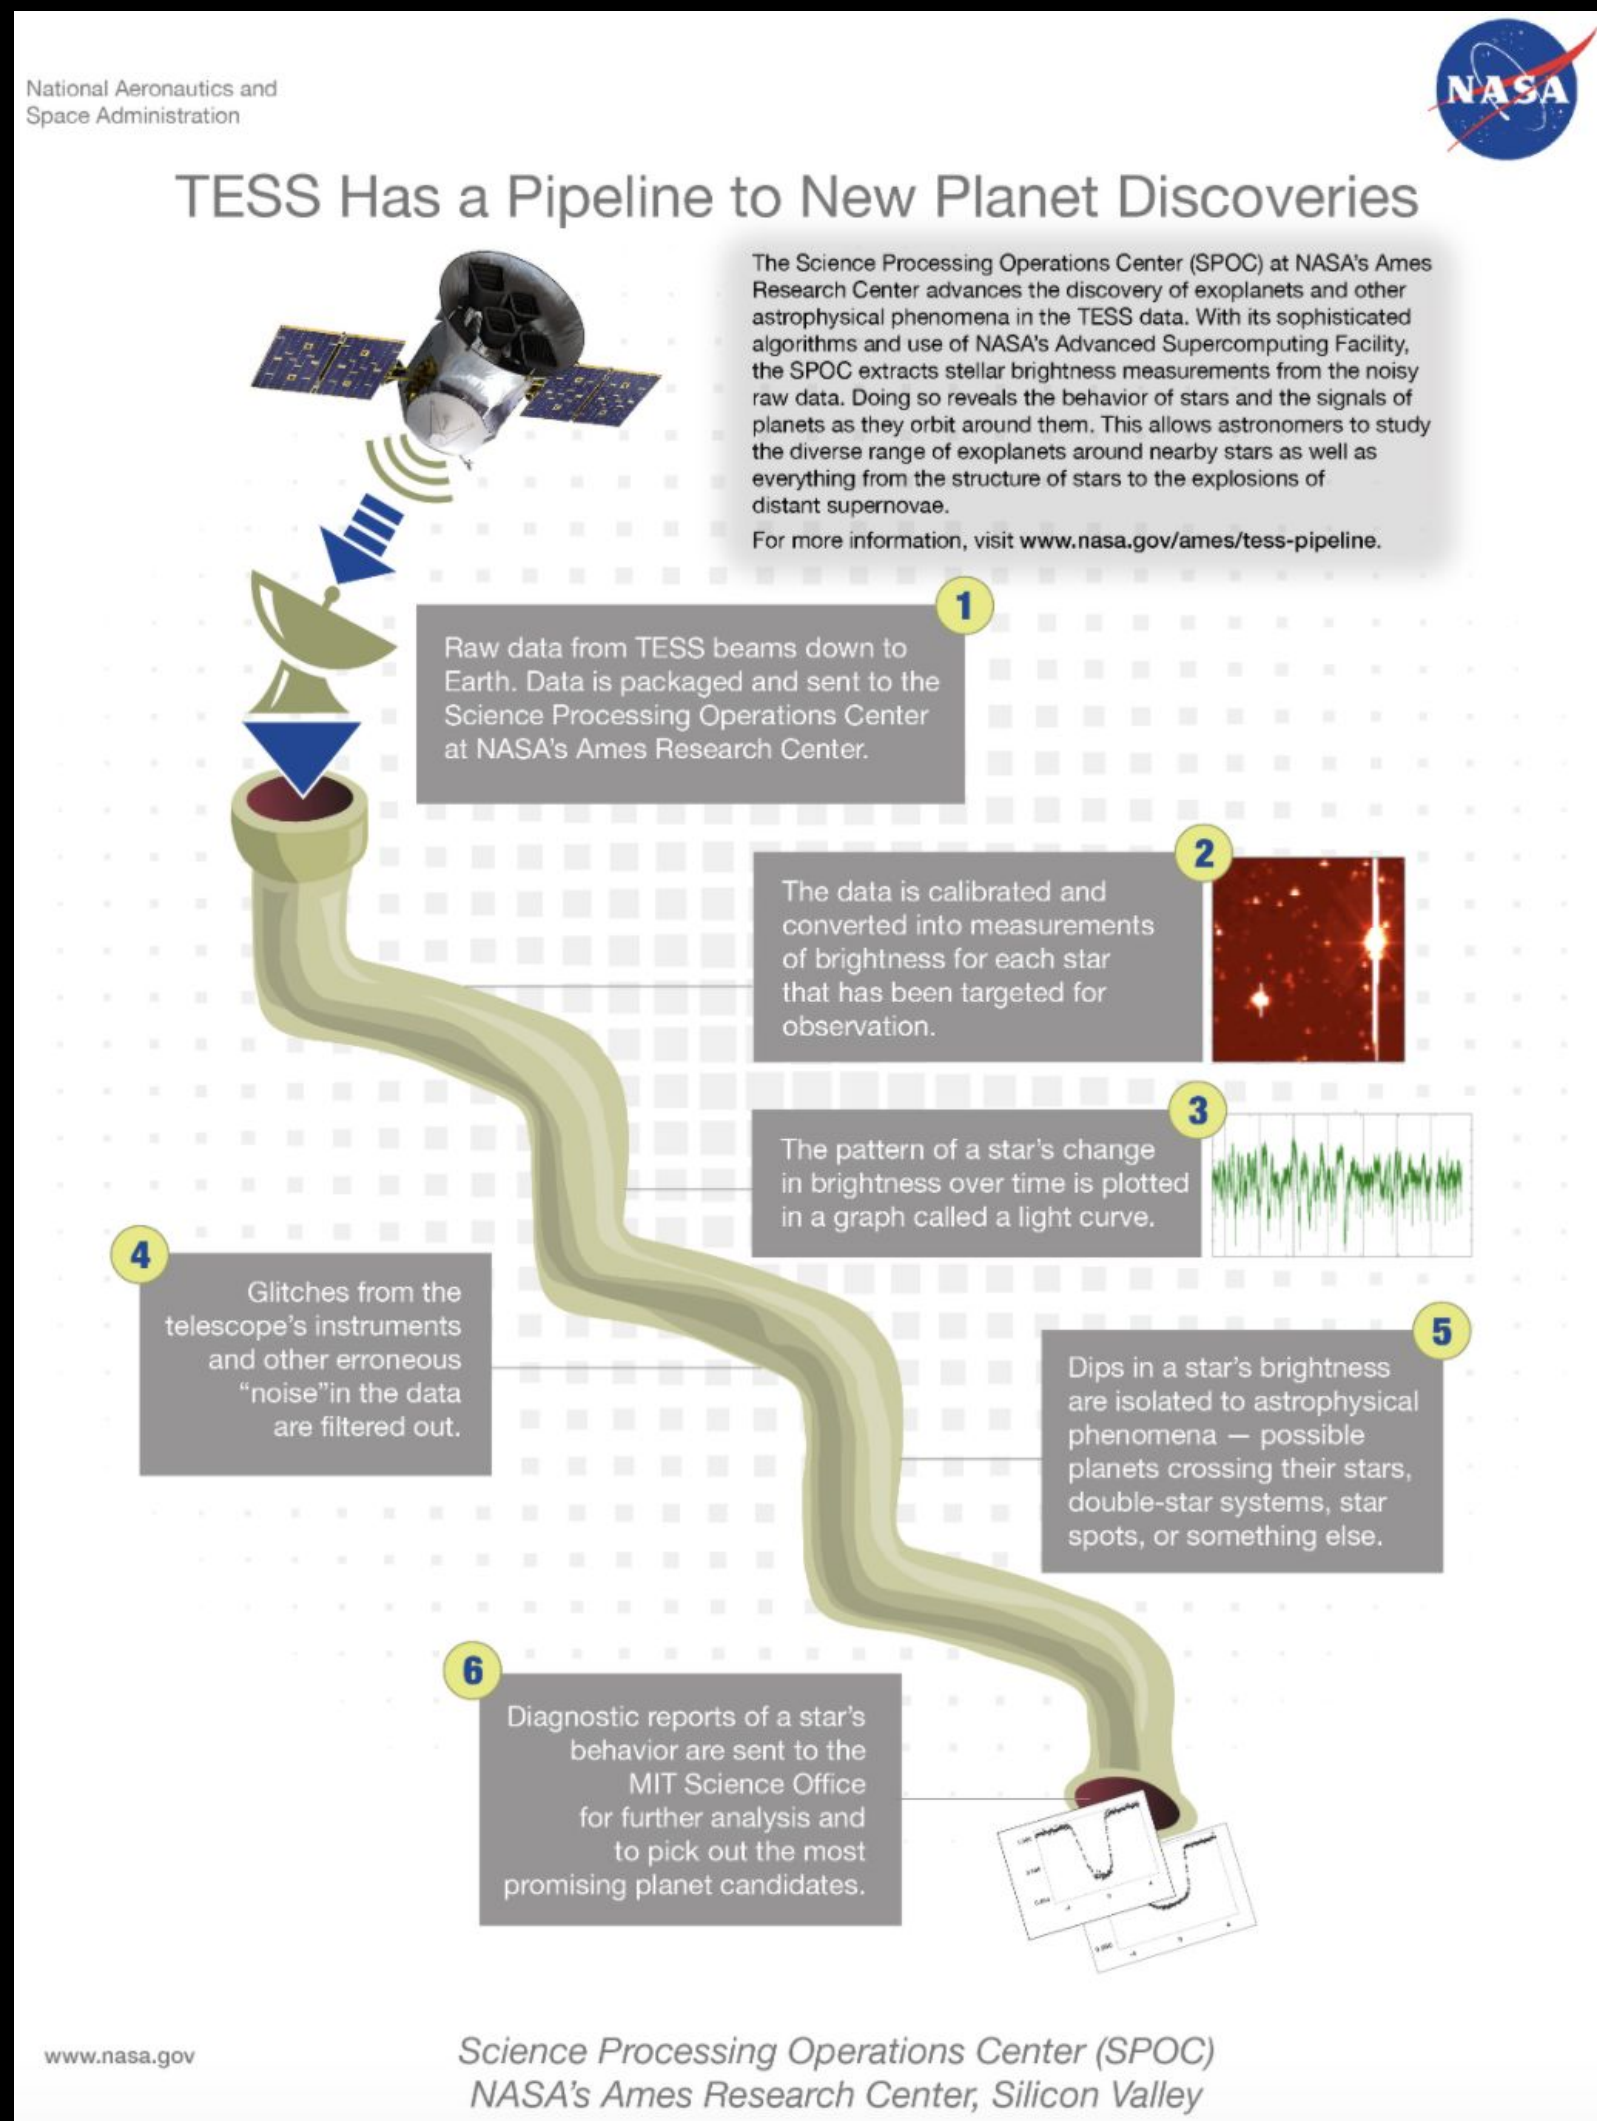 National Aeronautics and
Space Administration
NASA
TESS Has a Pipeline to New Planet Discoveries
The Science Processing Operations Center (SPOC) at NASA's Ames
Research Center advances the discovery of exoplanets and other
astrophysical phenomena in the TESS data. With its sophisticated
algorithms and use of NASA's Advanced Supercomputing Facility,
the SPOC extracts stellar brightness measurements from the noisy
raw data. Doing so reveals the behavior of stars and the signals of
planets as they orbit around them. This allows astronomers to study
the diverse range of exoplanets around nearby stars as well as
everything from the structure of stars to the explosions of
distant supernovae.
For more information, visit www.nasa.gov/ames/tess-pipeline.
1
Raw data from TESS beams down to
Earth. Data is packaged and sent to the
Science Processing Operations Center
at NASA's Ames Research Center.
2
The data is calibrated and
converted into measurements
of brightness for each star
that has been targeted for
observation.
3
The pattern of a star's change
in brightness over time is plotted
in a graph called a light curve.
4
Glitches from the
telescope's instruments
and other erroneous
“noise”in the data
are filtered out.
5
Dips in a star's brightness
are isolated to astrophysical
phenomena — possible
planets crossing their stars,
double-star systems, star
spots, or something else.
6
Diagnostic reports of a star's
behavior are sent to the
MIT Science Office
for further analysis and
to pick out the most
promising planet candidates.
www.nasa.gov
Science Processing Operations Center (SPOC)
NASA's Ames Research Center, Silicon Valley